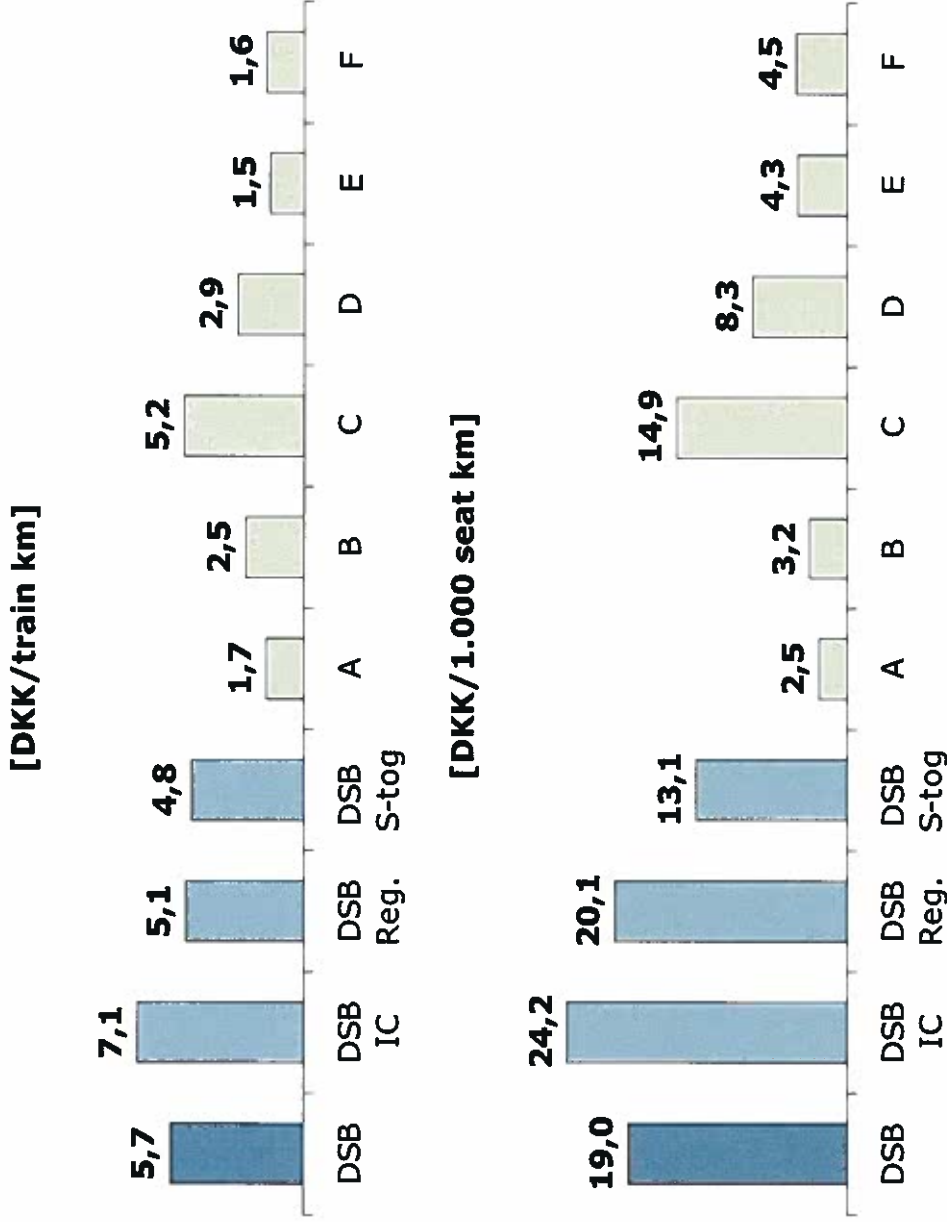 [DKK/train km]
5,7 7,1 5,1 4,8 1,7 2,5 5,2 2,9 1,5 1,6
DSB DSB DSB DSB A B C D E F
IC Reg. S-tog
[DKK/1.000 seat km]
19,0 24,2 20,1 13,1 2,5 3,2 14,9 8,3 4,3 4,5
DSB DSB DSB DSB A B C D E F
IC Reg. S-tog